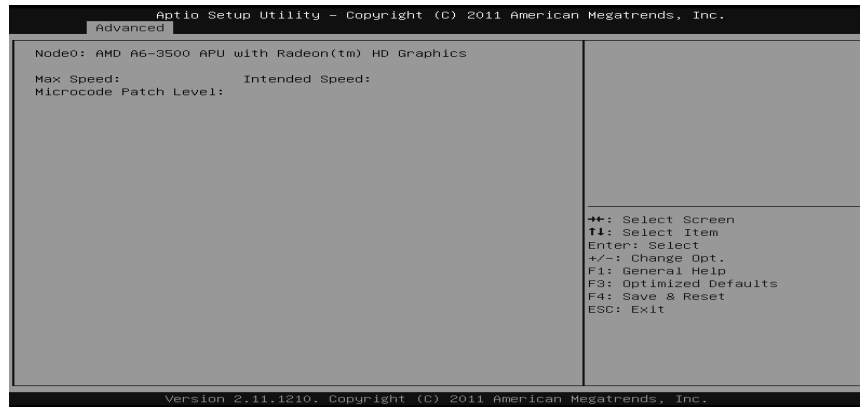 Aptio Setup Utility – Copyright (C) 2011 American Megatrends, Inc.
Advanced
Node0: AMD A6-3500 APU with Radeon(tm) HD Graphics
Max Speed: Intended Speed:
Microcode Patch Level:
→←: Select Screen
↑↓: Select Item
Enter: Select
+/-: Change Opt.
F1: General Help
F3: Optimized Defaults
F4: Save & Reset
ESC: Exit
Version 2.11.1210. Copyright (C) 2011 American Megatrends, Inc.